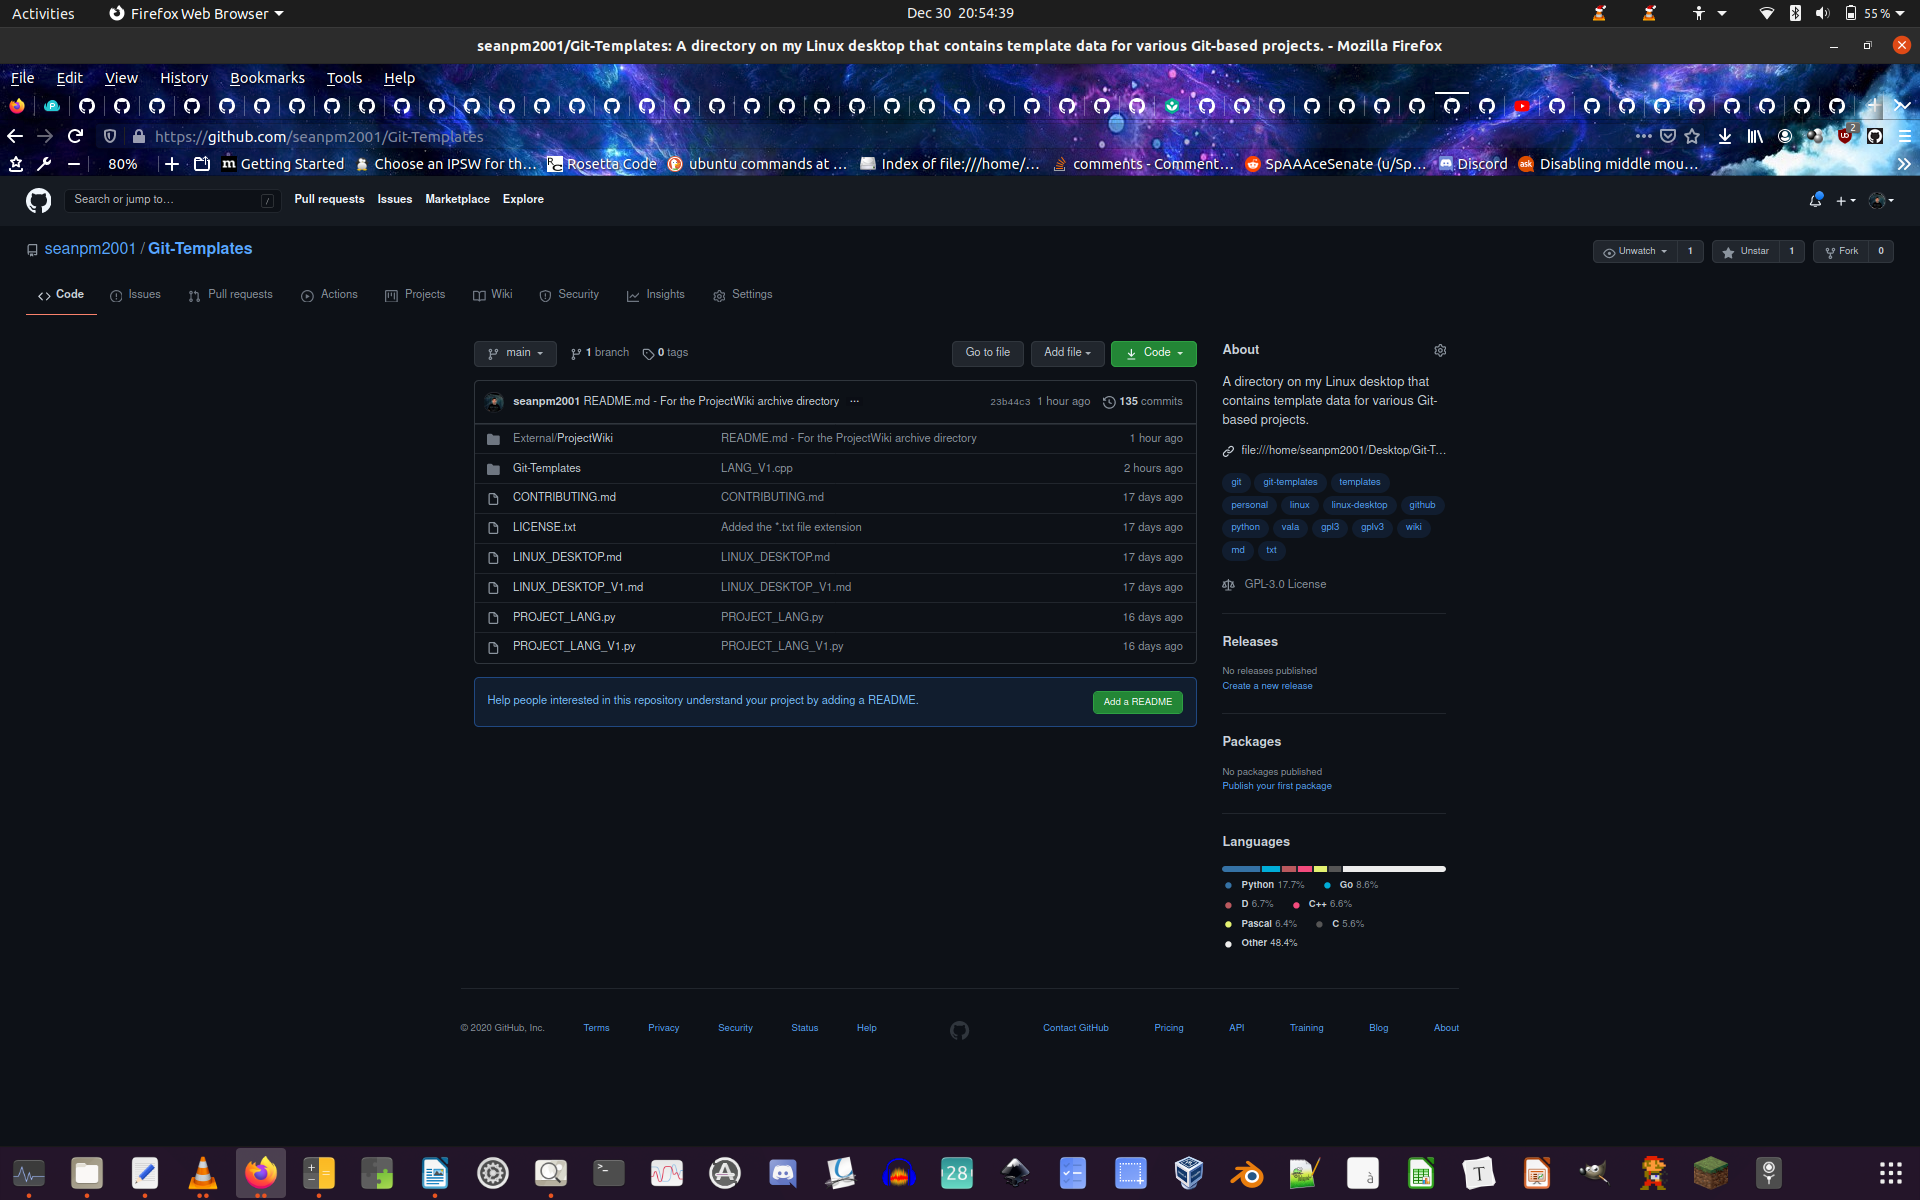 Activities Firefox Web Browser Dec 30 20:54:39 55 %
seanpm2001/Git-Templates: A directory on my Linux desktop that contains template data for various Git-based projects. - Mozilla Firefox
File Edit View History Bookmarks Tools Help
https://github.com/seanpm2001/Git-Templates 2
80% Getting Started Choose an IPSW for th… Rosetta Code ubuntu commands at … Index of file:///home/… comments - Comment… SpAAAceSenate (u/Sp… Discord Disabling middle mou…
Search or jump to… / Pull requests Issues Marketplace Explore
seanpm2001 / Git-Templates Unwatch 1 Unstar 1 Fork 0
Code Issues Pull requests Actions Projects Wiki Security Insights Settings
main 1 branch 0 tags Go to file Add file Code
seanpm2001 README.md - For the ProjectWiki archive directory ... 23b44c3 1 hour ago 135 commits
External/ProjectWiki README.md - For the ProjectWiki archive directory 1 hour ago
Git-Templates LANG_V1.cpp 2 hours ago
CONTRIBUTING.md CONTRIBUTING.md 17 days ago
LICENSE.txt Added the *.txt file extension 17 days ago
LINUX_DESKTOP.md LINUX_DESKTOP.md 17 days ago
LINUX_DESKTOP_V1.md LINUX_DESKTOP_V1.md 17 days ago
PROJECT_LANG.py PROJECT_LANG.py 16 days ago
PROJECT_LANG_V1.py PROJECT_LANG_V1.py 16 days ago
Help people interested in this repository understand your project by adding a README. Add a README
About
A directory on my Linux desktop that
contains template data for various Git-
based projects.
file:///home/seanpm2001/Desktop/Git-T…
git git-templates templates
personal linux linux-desktop github
python vala gpl3 gplv3 wiki
md txt
GPL-3.0 License
Releases
No releases published
Create a new release
Packages
No packages published
Publish your first package
Languages
Python 17.7% Go 8.6%
D 6.7% C++ 6.6%
Pascal 6.4% C 5.6%
Other 48.4%
© 2020 GitHub, Inc. Terms Privacy Security Status Help Contact GitHub Pricing API Training Blog About
28